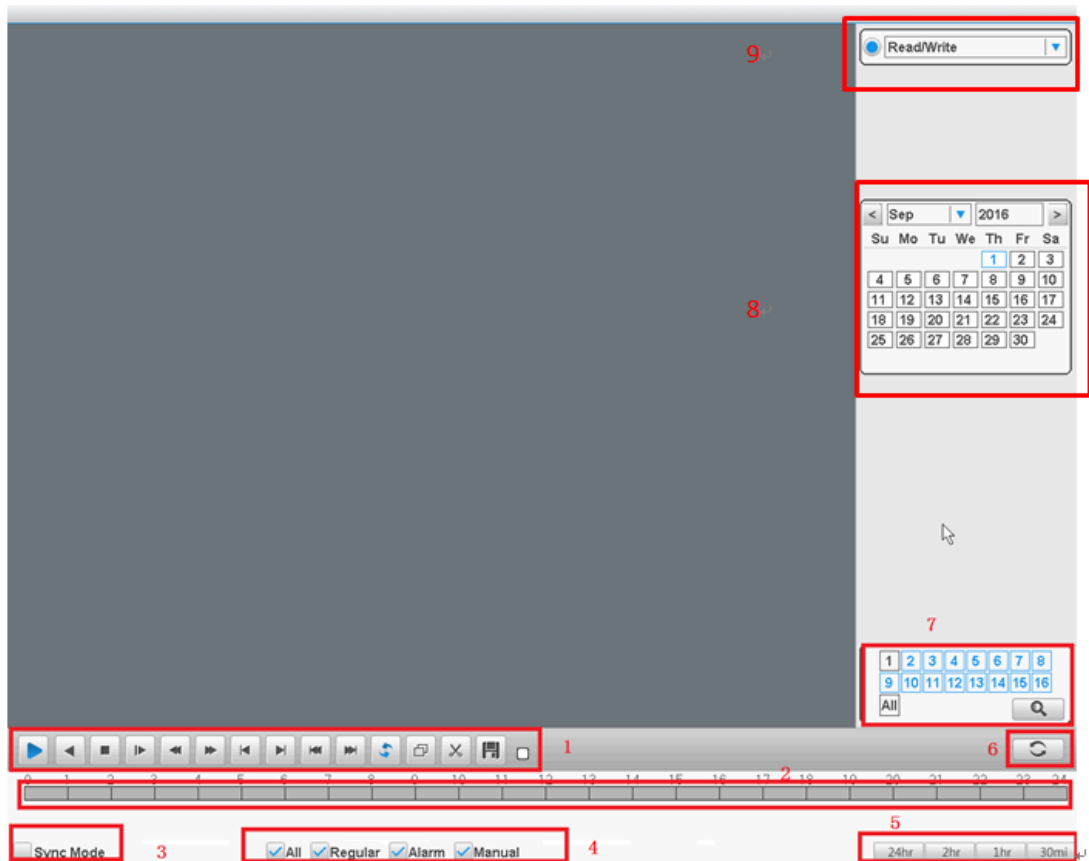 9
Read/Write
< Sep 2016 >
Su Mo Tu We Th Fr Sa
1 2 3
4 5 6 7 8 9 10
8
11 12 13 14 15 16 17
18 19 20 21 22 23 24
25 26 27 28 29 30
7
1 2 3 4 5 6 7 8
9 10 11 12 13 14 15 16
All
1
6
0 1 2 3 4 5 6 7 8 9 10 11 12 13 14 15 16 17 18 19 20 21 22 23 24
2
3
Sync Mode
All Regular Alarm Manual
4
5
24hr 2hr 1hr 30mi